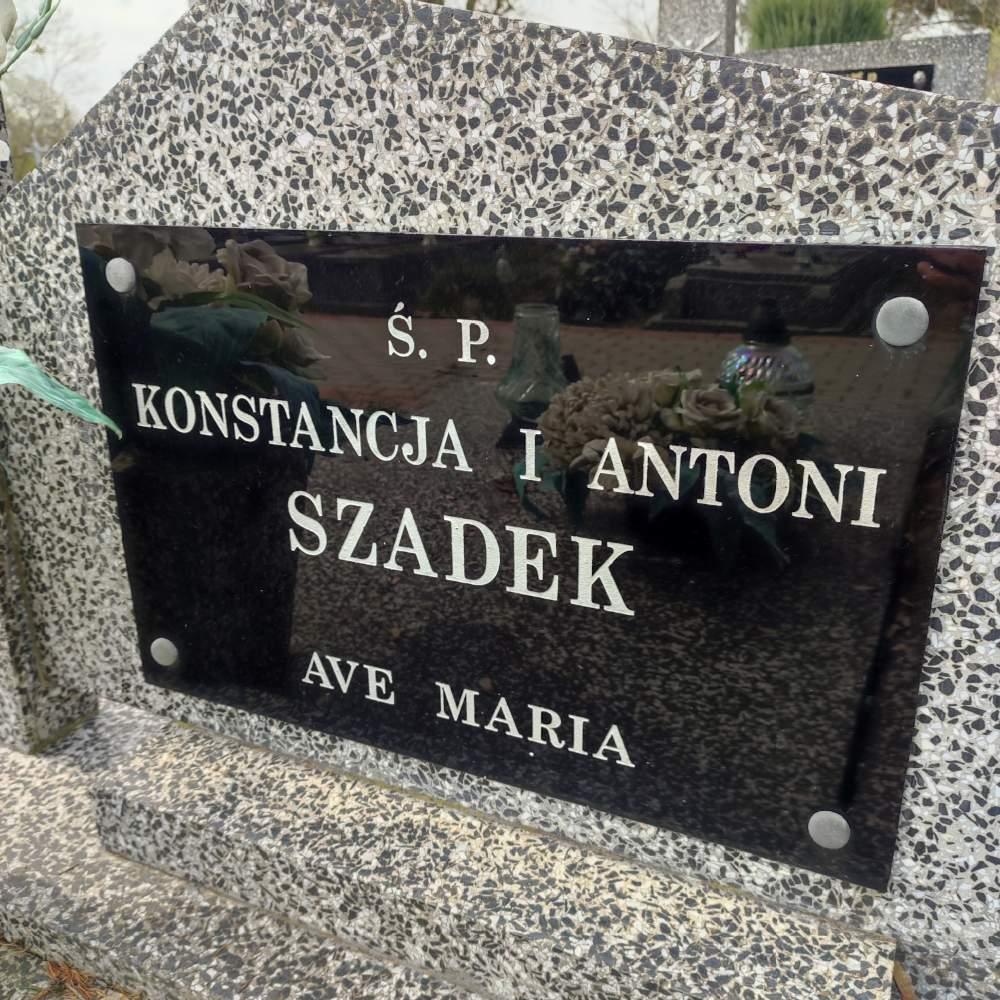 Ś. P.
KONSTANCJA I ANTONI
SZADEK
AVE MARIA